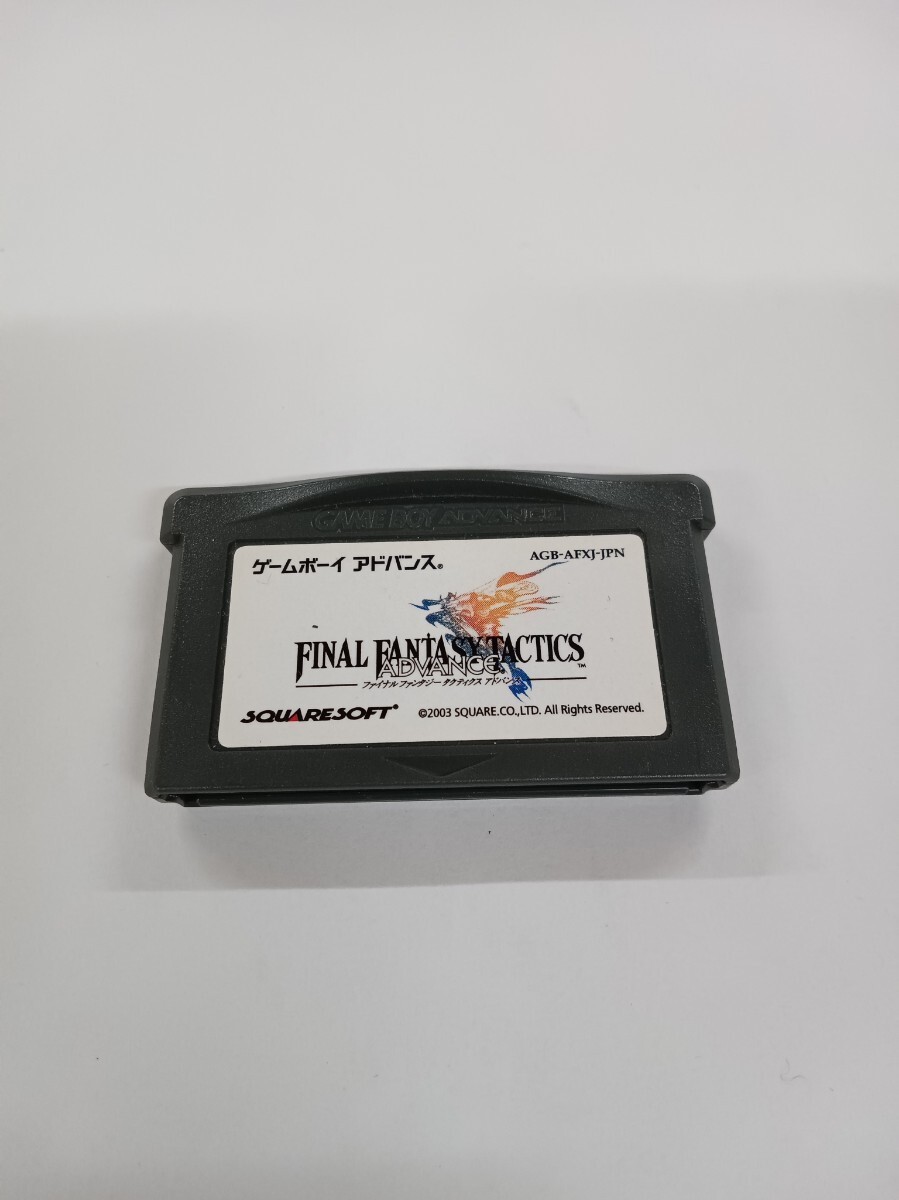 GAME BOY ADVANCE
ゲームボーイ アドバンス®
AGB-AFXJ-JPN
FINAL FANTASY TACTICS™
ADVANCE
ファイナルファンタジー タクティクス アドバンス
SQUARESOFT®
©2003 SQUARE.CO.,LTD. All Rights Reserved.